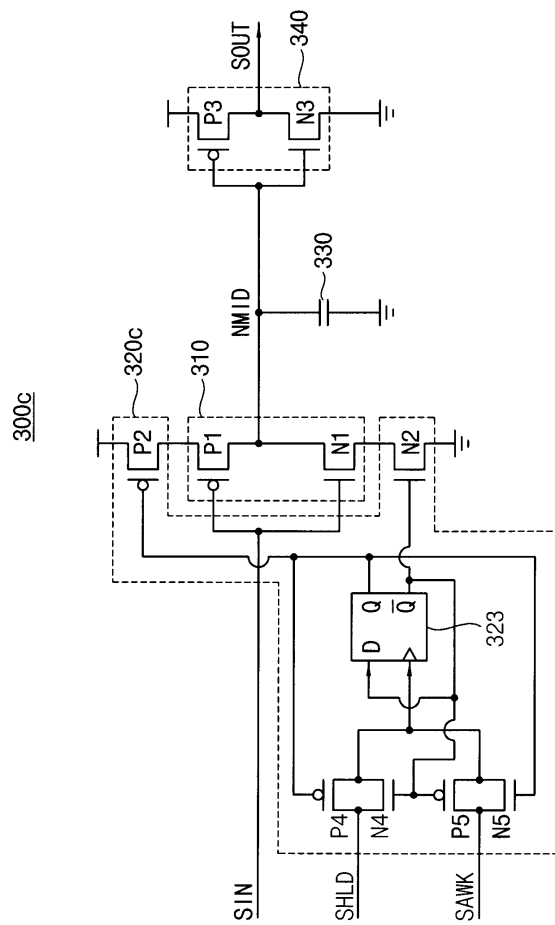 300c
320c
310
P2
P1
N1
N2
NMID
330
P3
N3
340
SOUT
SIN
SHLD
SAWK
P4
N4
P5
N5
D
Q
Q̅
323